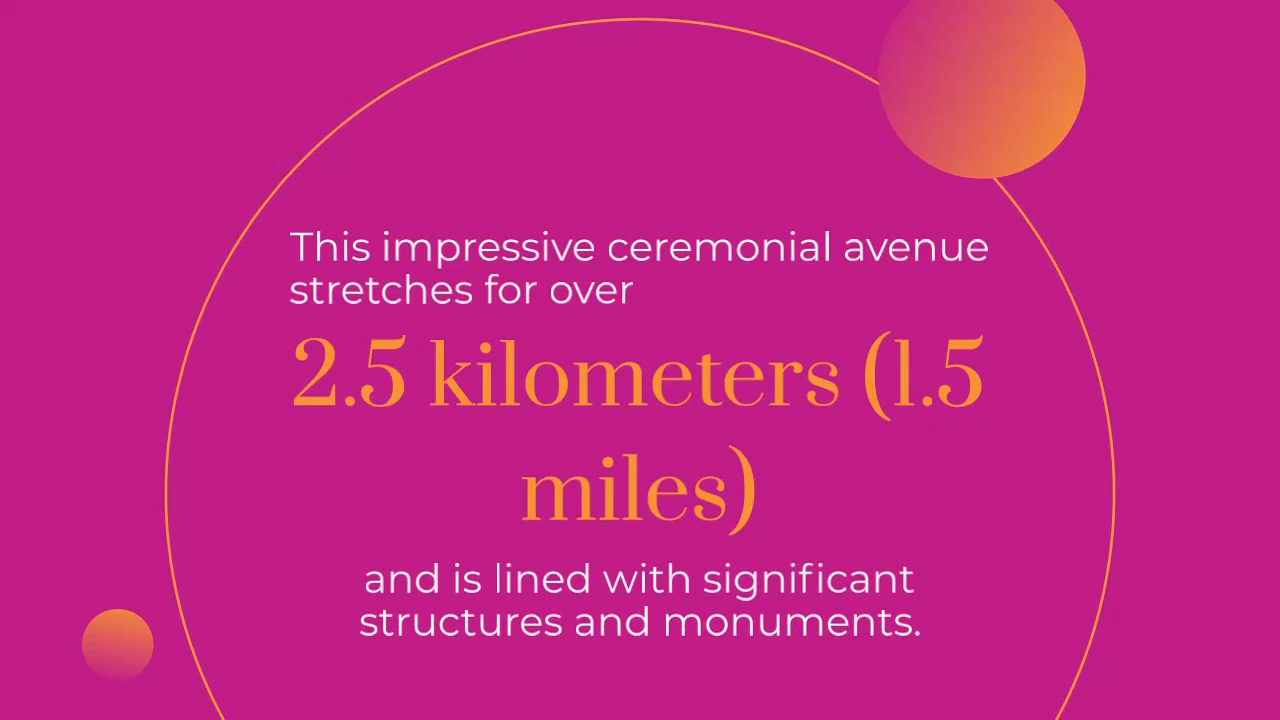 This impressive ceremonial avenue
stretches for over
2.5 kilometers (1.5
miles)
and is lined with significant
structures and monuments.